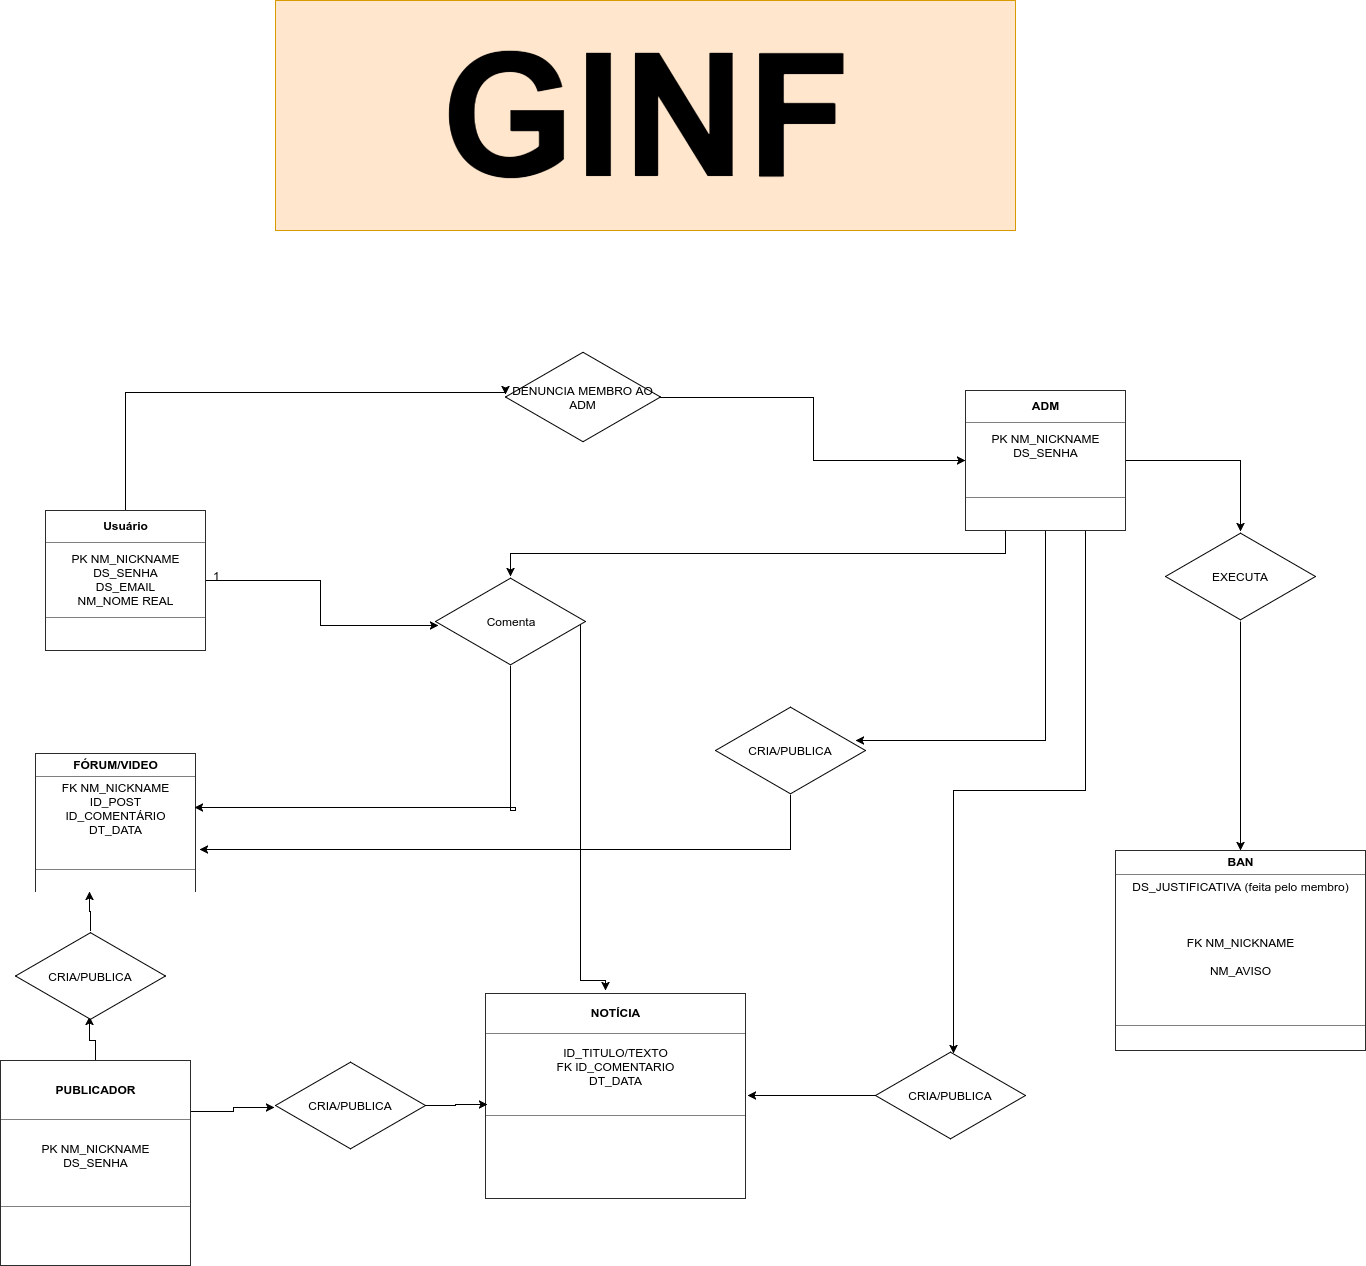 GINF
DENUNCIA MEMBRO AO
ADM
ADM
PK NM_NICKNAME
DS_SENHA
Usuário
PK NM_NICKNAME
DS_SENHA
DS_EMAIL
NM_NOME REAL
1
Comenta
EXECUTA
CRIA/PUBLICA
FÓRUM/VIDEO
FK NM_NICKNAME
ID_POST
ID_COMENTÁRIO
DT_DATA
BAN
DS_JUSTIFICATIVA (feita pelo membro)
FK NM_NICKNAME
NM_AVISO
CRIA/PUBLICA
NOTÍCIA
ID_TITULO/TEXTO
FK ID_COMENTARIO
DT_DATA
PUBLICADOR
PK NM_NICKNAME
DS_SENHA
CRIA/PUBLICA
CRIA/PUBLICA